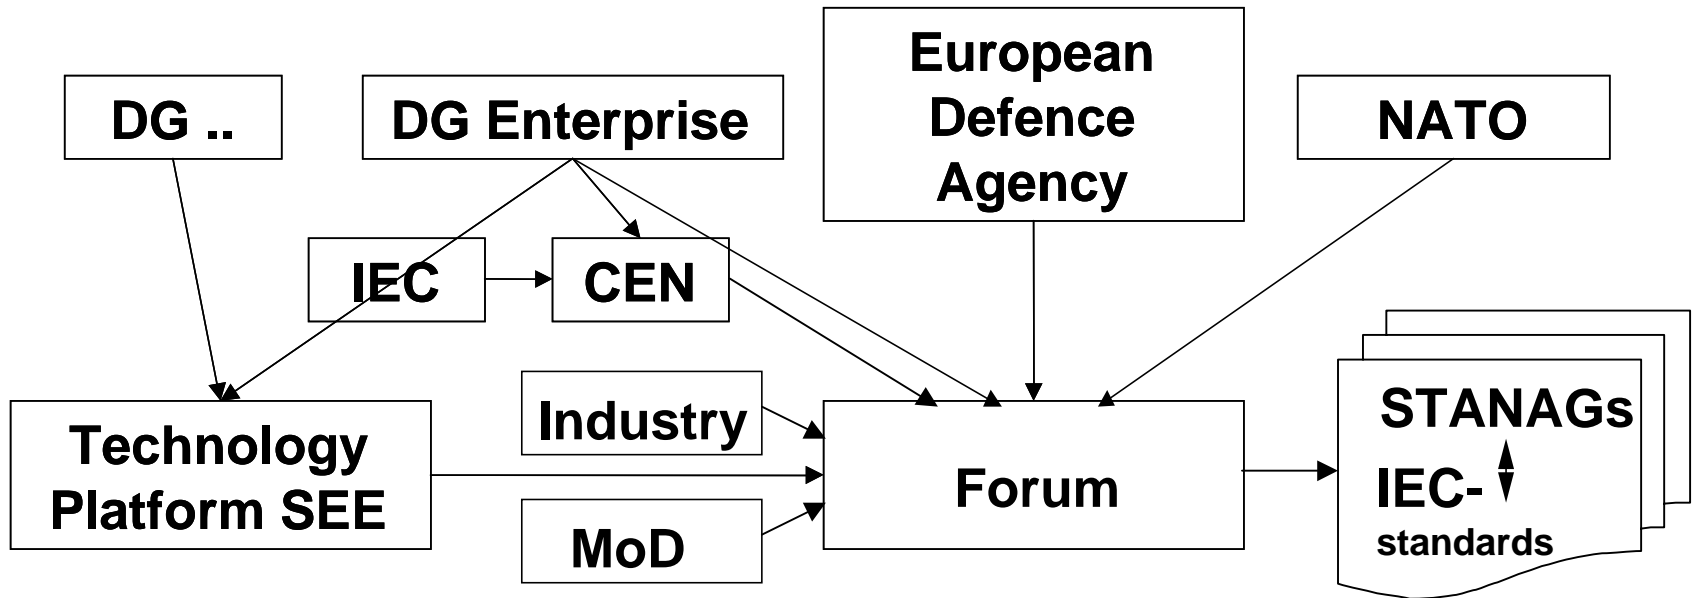 DG ..
DG Enterprise
European
Defence
Agency
NATO
IEC
CEN
Technology
Platform SEE
Industry
MoD
Forum
STANAGs
IEC-
standards